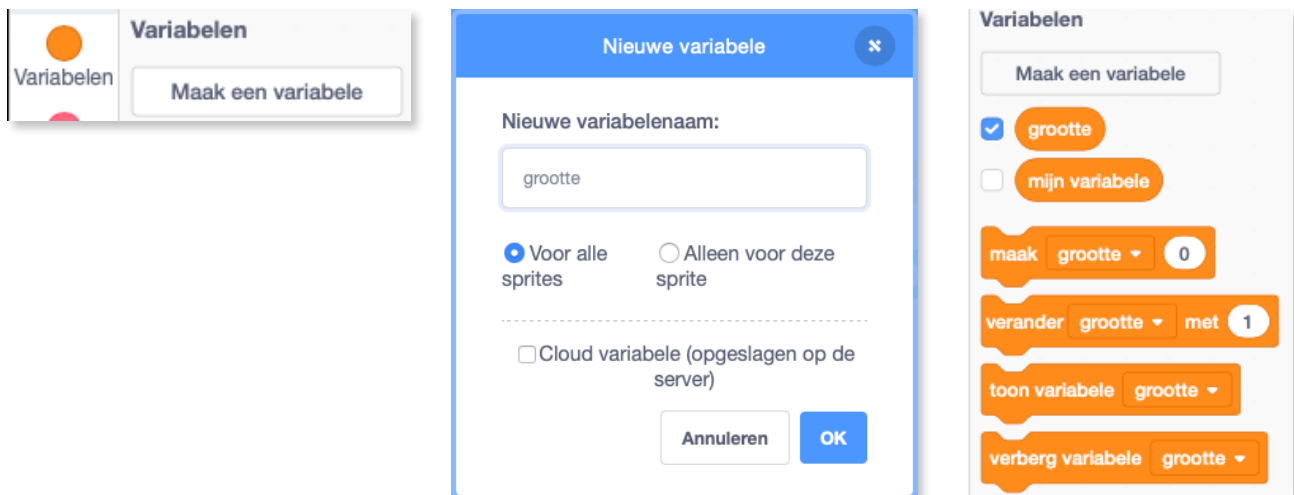 Variabelen
Variabelen
Maak een variabele
Nieuwe variabele
Nieuwe variabelenaam:
grootte
Voor alle
sprites
Alleen voor deze
sprite
Cloud variabele (opgeslagen op de
server)
Annuleren
OK
Variabelen
Maak een variabele
grootte
mijn variabele
maak grootte 0
verander grootte met 1
toon variabele grootte
verberg variabele grootte